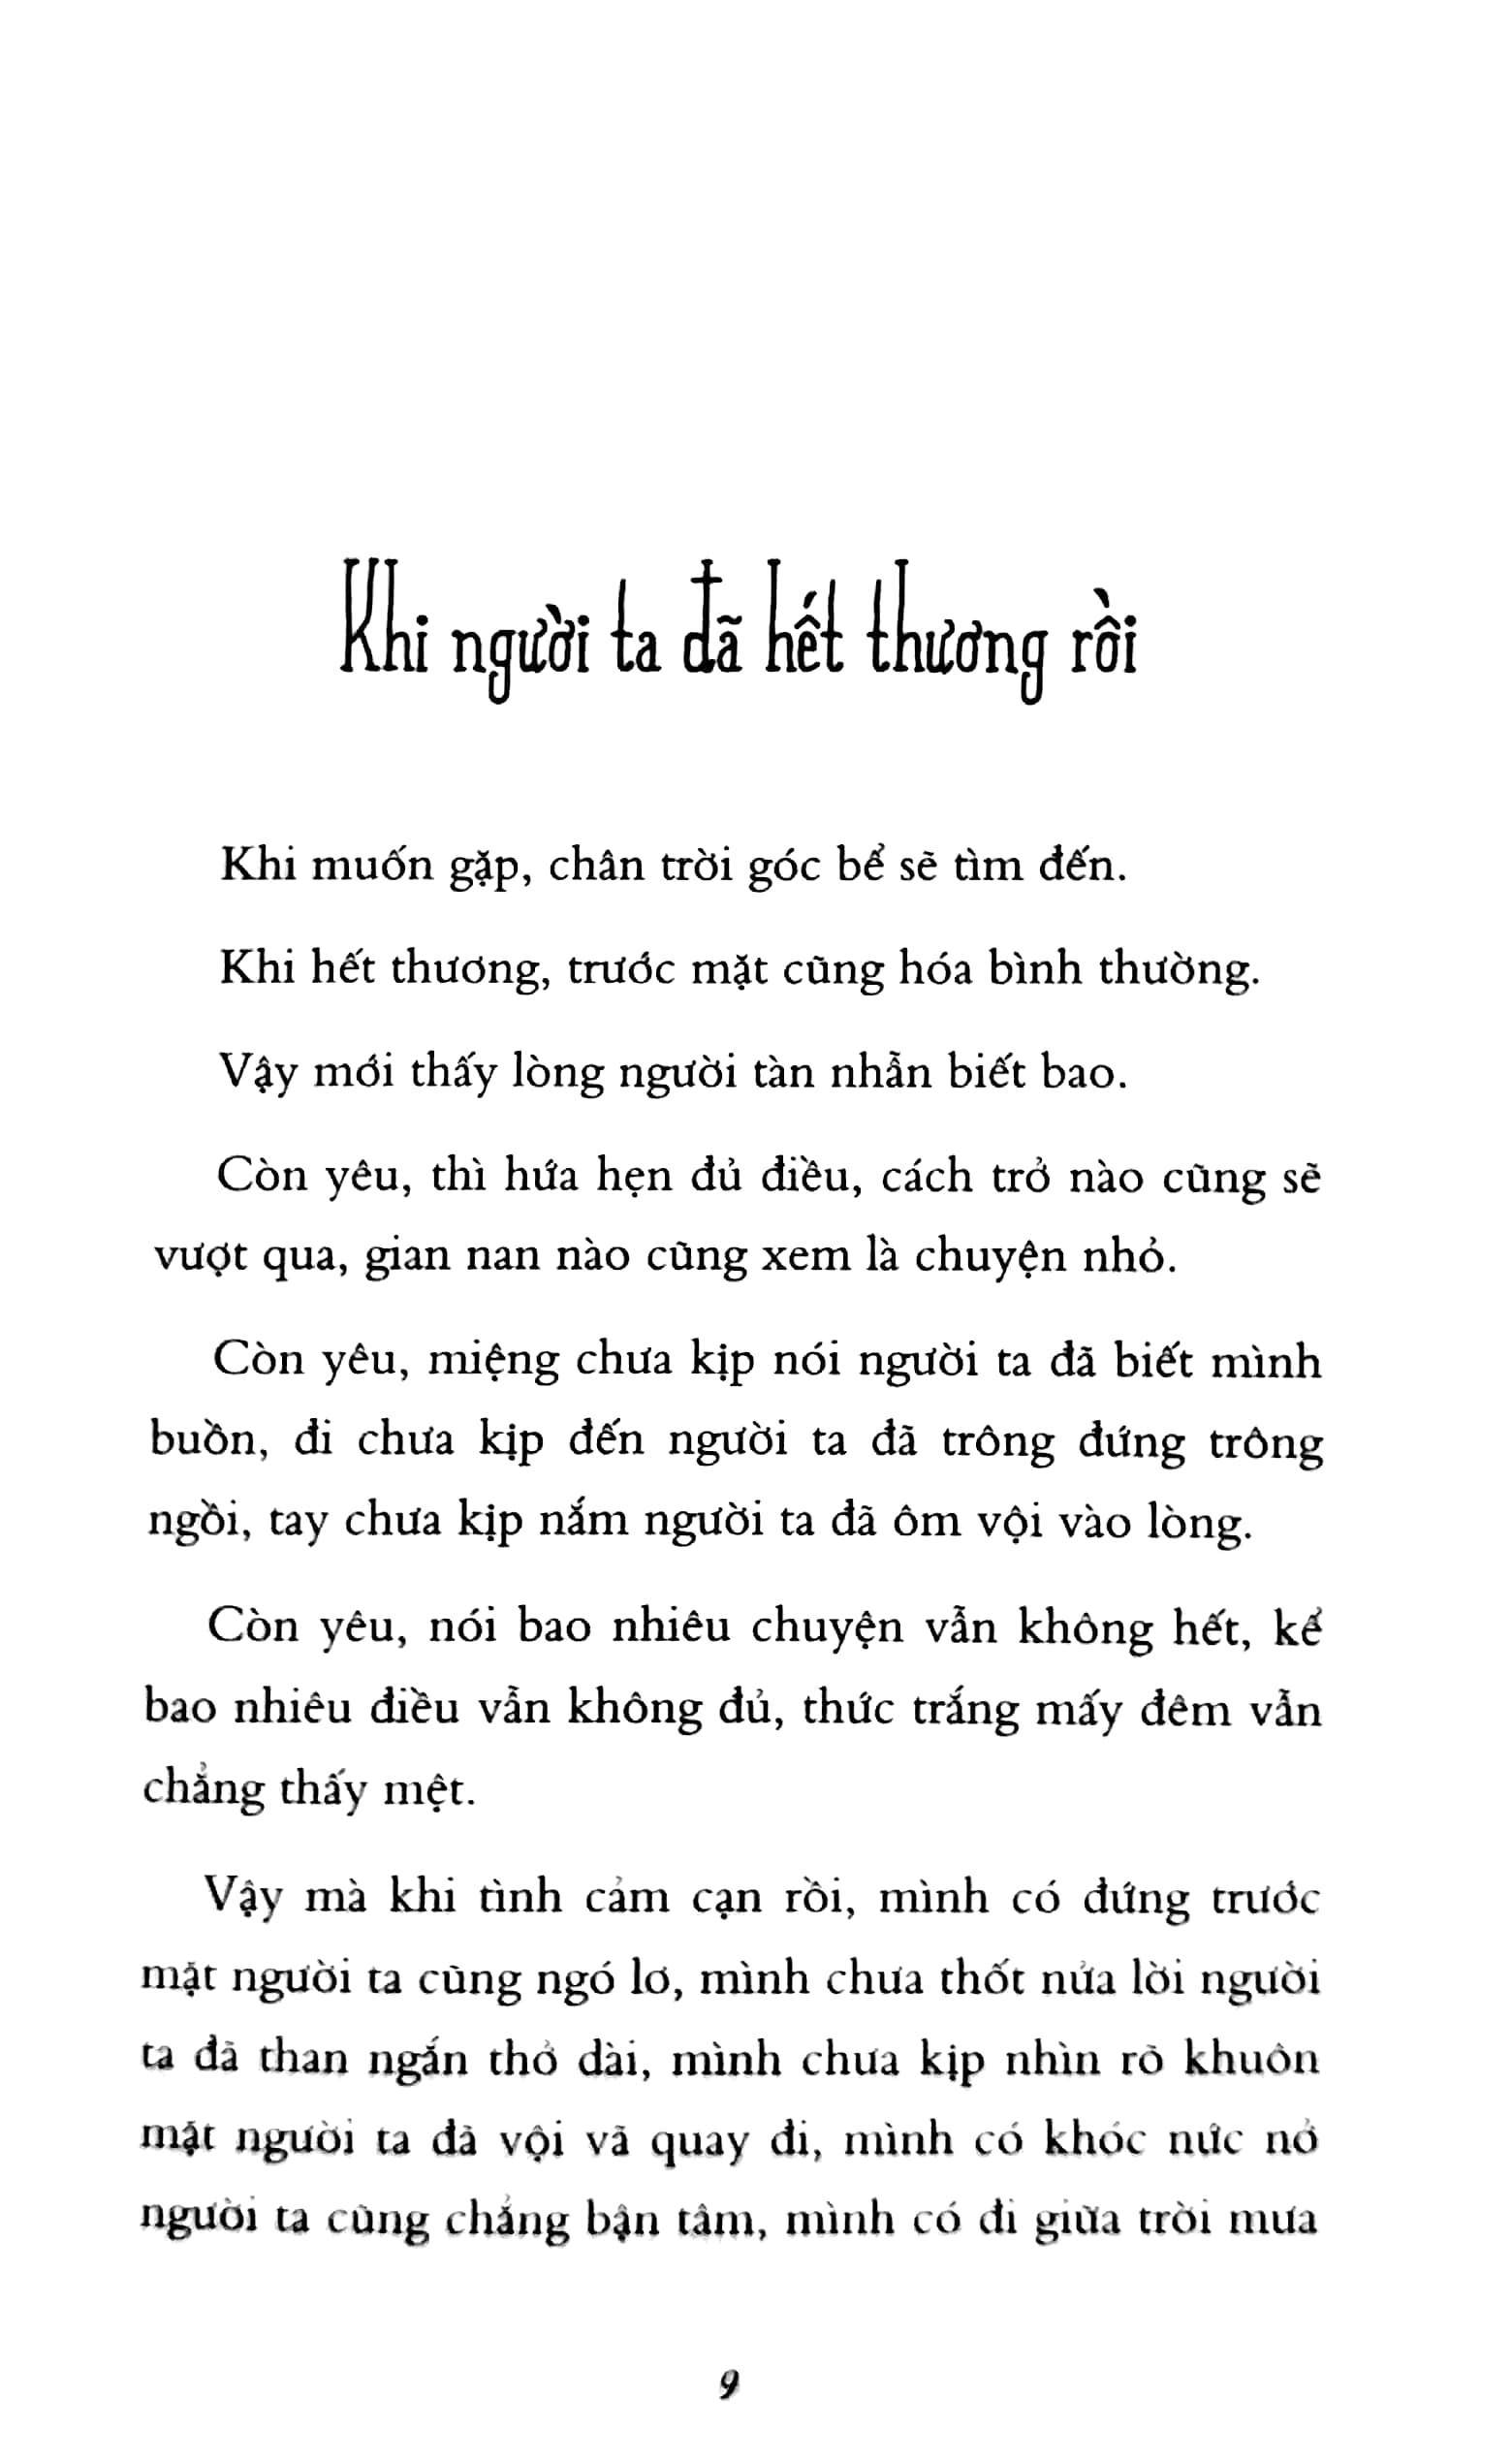 Khi người ta đã hết thương rồi
Khi muốn gặp, chân trời góc bể sẽ tìm đến.
Khi hết thương, trước mặt cũng hóa bình thường.
Vậy mới thấy lòng người tàn nhẫn biết bao.
Còn yêu, thì hứa hẹn đủ điều, cách trở nào cũng sẽ
vượt qua, gian nan nào cũng xem là chuyện nhỏ.
Còn yêu, miệng chưa kịp nói người ta đã biết mình
buồn, đi chưa kịp đến người ta đã trông đứng trông
ngồi, tay chưa kịp nắm người ta đã ôm vội vào lòng.
Còn yêu, nói bao nhiêu chuyện vẫn không hết, kể
bao nhiêu điều vẫn không đủ, thức trắng mấy đêm vẫn
chẳng thấy mệt.
Vậy mà khi tình cảm cạn rồi, mình có đứng trước
mặt người ta cũng ngó lơ, mình chưa thốt nửa lời người
ta đã than ngắn thở dài, mình chưa kịp nhìn rõ khuôn
mặt người ta đã vội vã quay đi, mình có khóc nức nở
người ta cũng chẳng bận tâm, mình có đi giữa trời mưa
9